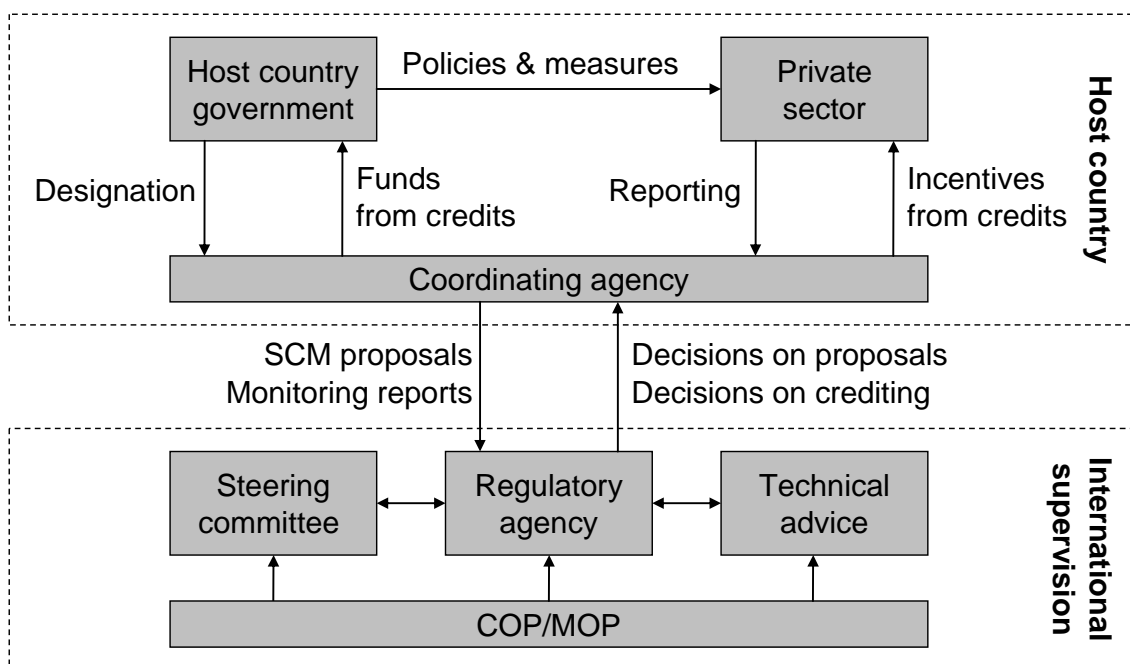 Host country
government
Policies & measures
Private
sector
Designation
Funds
from credits
Reporting
Incentives
from credits
Coordinating agency
Host country
SCM proposals
Monitoring reports
Decisions on proposals
Decisions on crediting
Steering
committee
Regulatory
agency
Technical
advice
COP/MOP
International
supervision